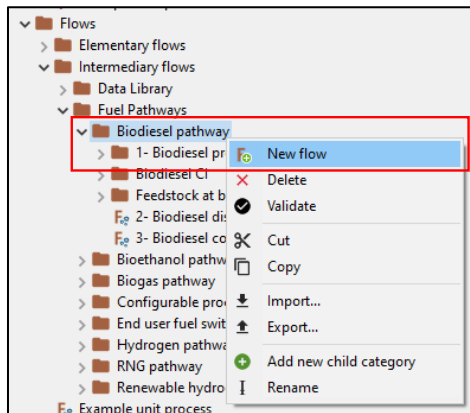 Flows
Elementary flows
Intermediary flows
Data Library
Fuel Pathways
Biodiesel pathway
1- Biodiesel pr
Biodiesel CI
Feedstock at b
2- Biodiesel dis
3- Biodiesel co
Bioethanol pathw
Biogas pathway
Configurable pro
End user fuel swit
Hydrogen pathwa
RNG pathway
Renewable hydro
Example unit process
New flow
Delete
Validate
Cut
Copy
Import...
Export...
Add new child category
Rename